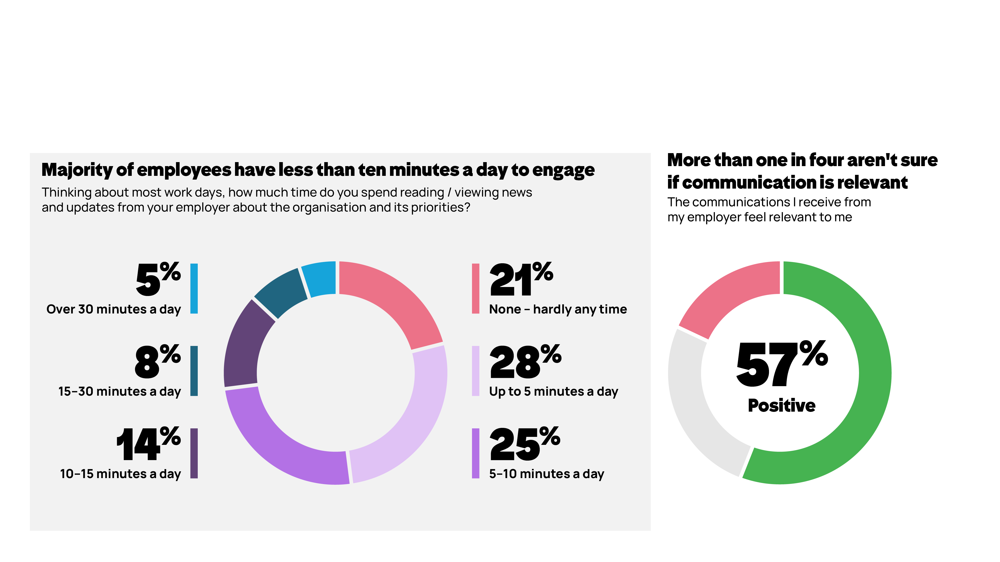 Majority of employees have less than ten minutes a day to engage
Thinking about most work days, how much time do you spend reading / viewing news
and updates from your employer about the organisation and its priorities?
5%
Over 30 minutes a day
8%
15–30 minutes a day
14%
10–15 minutes a day
21%
None – hardly any time
28%
Up to 5 minutes a day
25%
5–10 minutes a day
More than one in four aren't sure
if communication is relevant
The communications I receive from
my employer feel relevant to me
57%
Positive